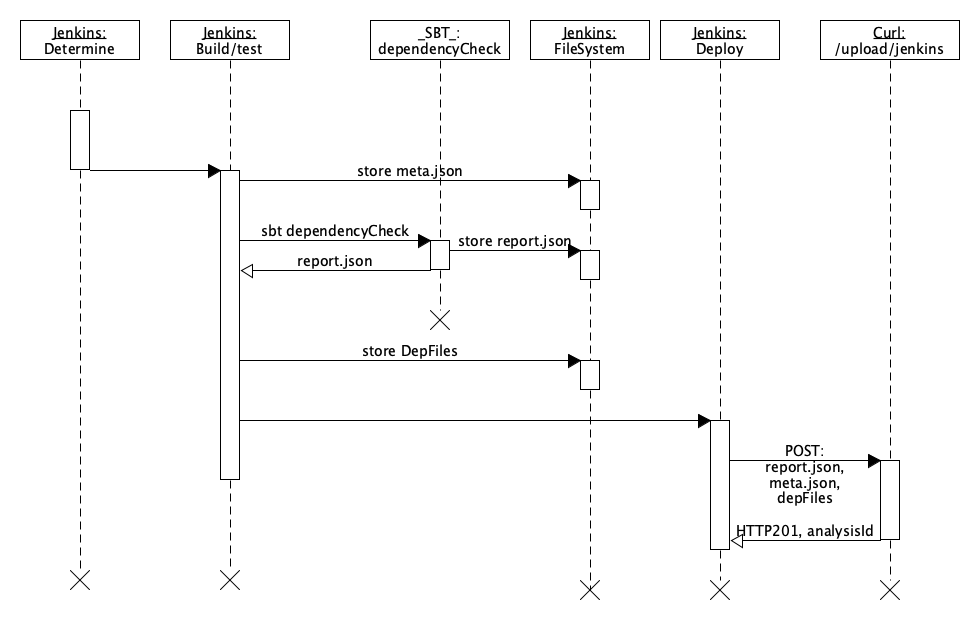 Jenkins:
Determine
Jenkins:
Build/test
_SBT_:
dependencyCheck
Jenkins:
FileSystem
Jenkins:
Deploy
Curl:
/upload/jenkins
store meta.json
sbt dependencyCheck
store report.json
report.json
store DepFiles
POST:
report.json,
meta.json,
depFiles
HTTP201, analysisId